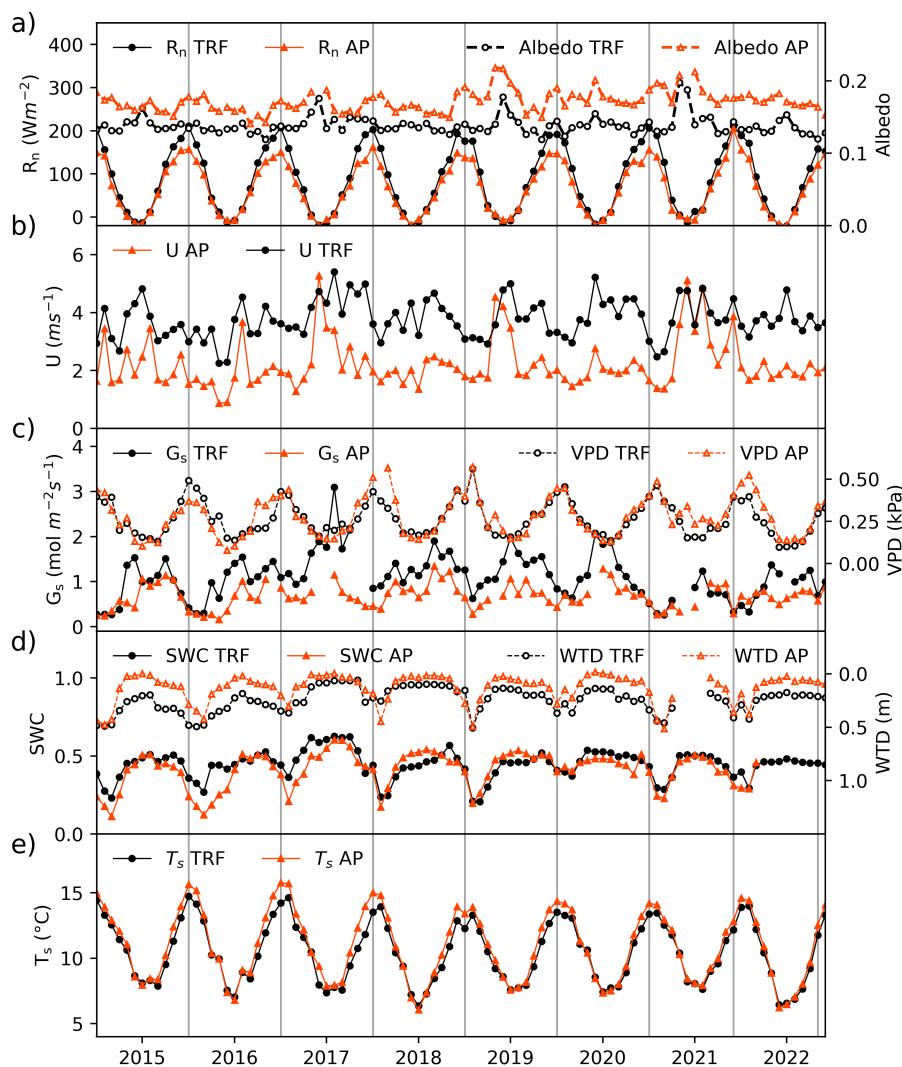 a)
400
300
200
100
0
Rₙ (Wm⁻²)
Rₙ TRF
Rₙ AP
Albedo TRF
Albedo AP
0.2
0.1
0.0
Albedo
b)
6
4
2
0
U (ms⁻¹)
U AP
U TRF
c)
4
3
2
1
0
Gₛ (mol m⁻²s⁻¹)
Gₛ TRF
Gₛ AP
VPD TRF
VPD AP
0.50
0.25
0.00
VPD (kPa)
d)
1.0
0.5
0.0
SWC
SWC TRF
SWC AP
WTD TRF
WTD AP
0.0
0.5
1.0
WTD (m)
e)
15
10
5
Tₛ (°C)
Tₛ TRF
Tₛ AP
2015 2016 2017 2018 2019 2020 2021 2022